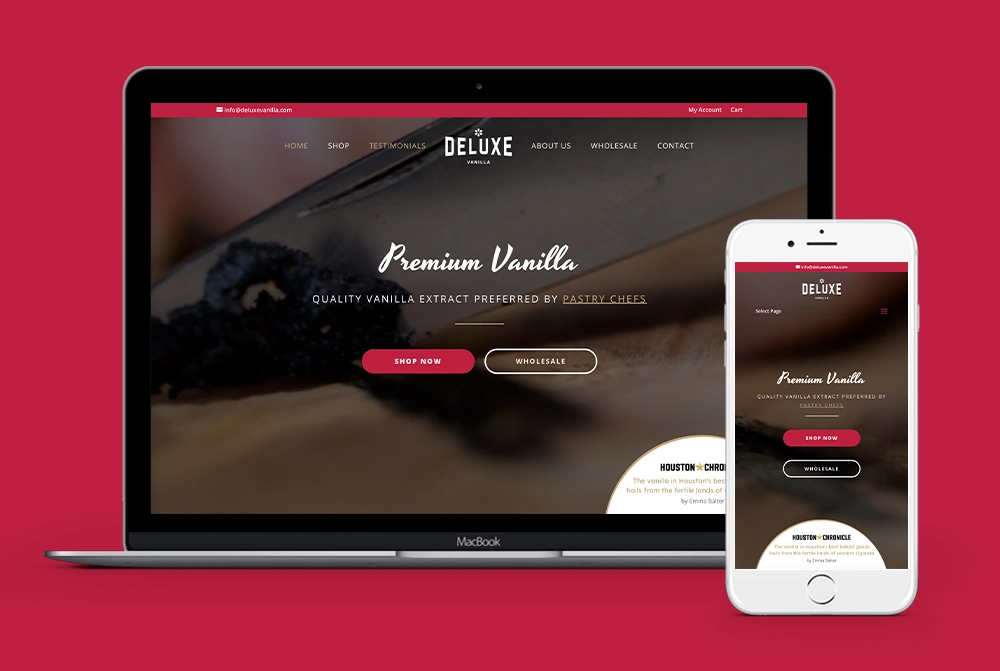 info@deluxevanilla.com
My Account Cart
HOME SHOP TESTIMONIALS DELUXE ABOUT US WHOLESALE CONTACT
VANILLA
Premium Vanilla
QUALITY VANILLA EXTRACT PREFERRED BY PASTRY CHEFS
SHOP NOW WHOLESALE
HOUSTON CHRO
The vanilla in Houston's bes
hails from the fertile lands of
by Emma Balter
MacBook
info@deluxevanilla.com
DELUXE
VANILLA
Select Page
Premium Vanilla
QUALITY VANILLA EXTRACT PREFERRED BY
PASTRY CHEFS
SHOP NOW
WHOLESALE
HOUSTON CHRONICLE
The vanilla in Houston's best baked goods
hails from the fertile lands of western Uganda
by Emma Balter